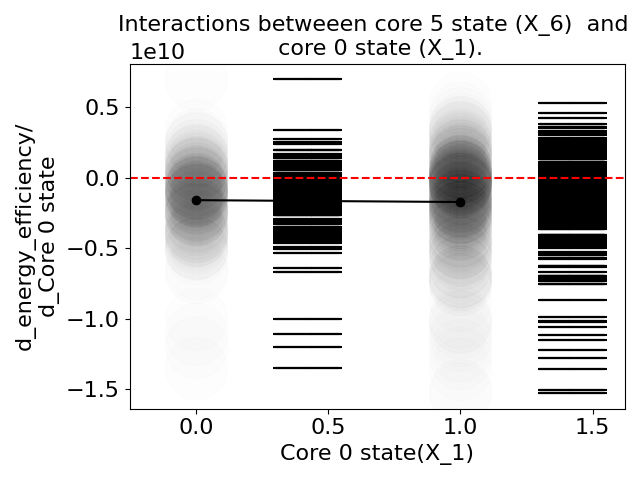 Interactions betweeen core 5 state (X_6)  and
core 0 state (X_1).
1e10
0.5
0.0
−0.5
−1.0
−1.5
d_energy_efficiency/
d_Core 0 state
0.0
0.5
1.0
1.5
Core 0 state(X_1)